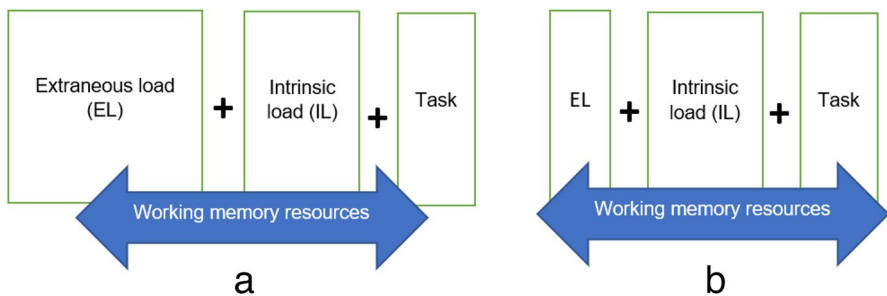 Extraneous load
(EL)
+
Intrinsic
load (IL)
+
Task
Working memory resources
a
EL
+
Intrinsic
load (IL)
+
Task
Working memory resources
b